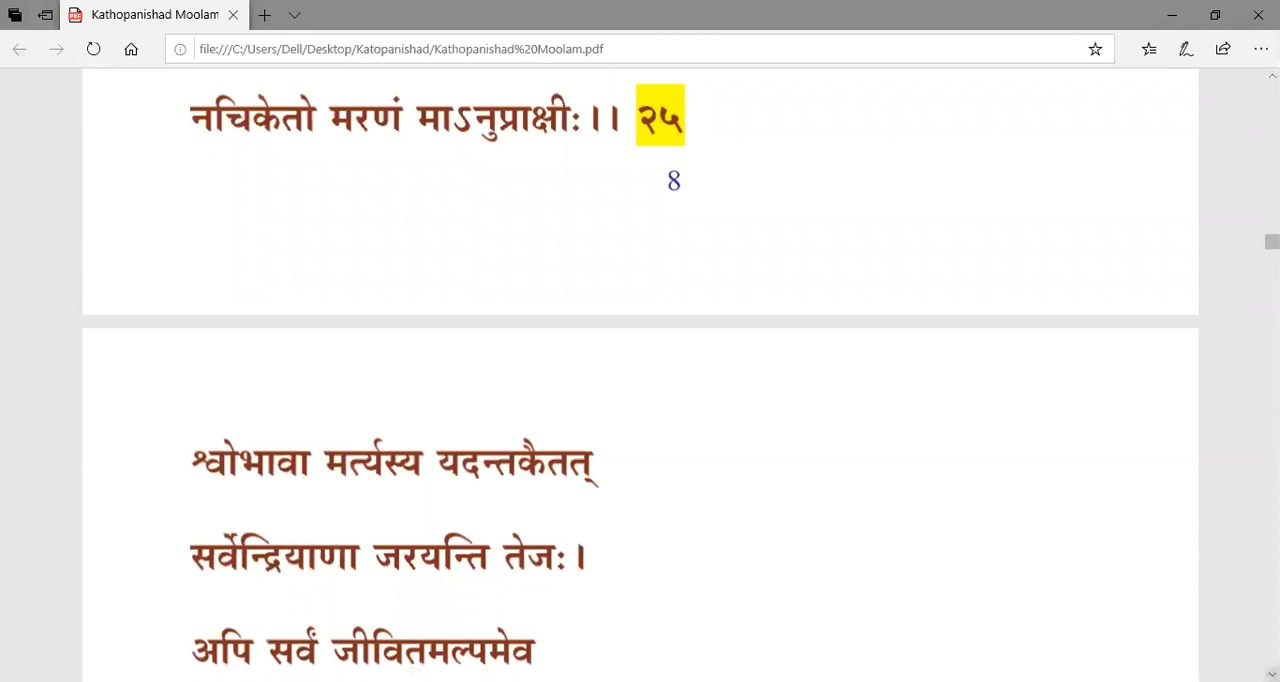 Kathopanishad Moolam
file:///C:/Users/Dell/Desktop/Katopanishad/Kathopanishad%20Moolam.pdf
नचिकेतो मरणं माऽनुप्राक्षीः।। २५
8
श्वोभावा मर्त्यस्य यदन्तकैतत्
सर्वेन्द्रियाणा जरयन्ति तेजः।
अपि सर्वं जीवितमल्पमेव